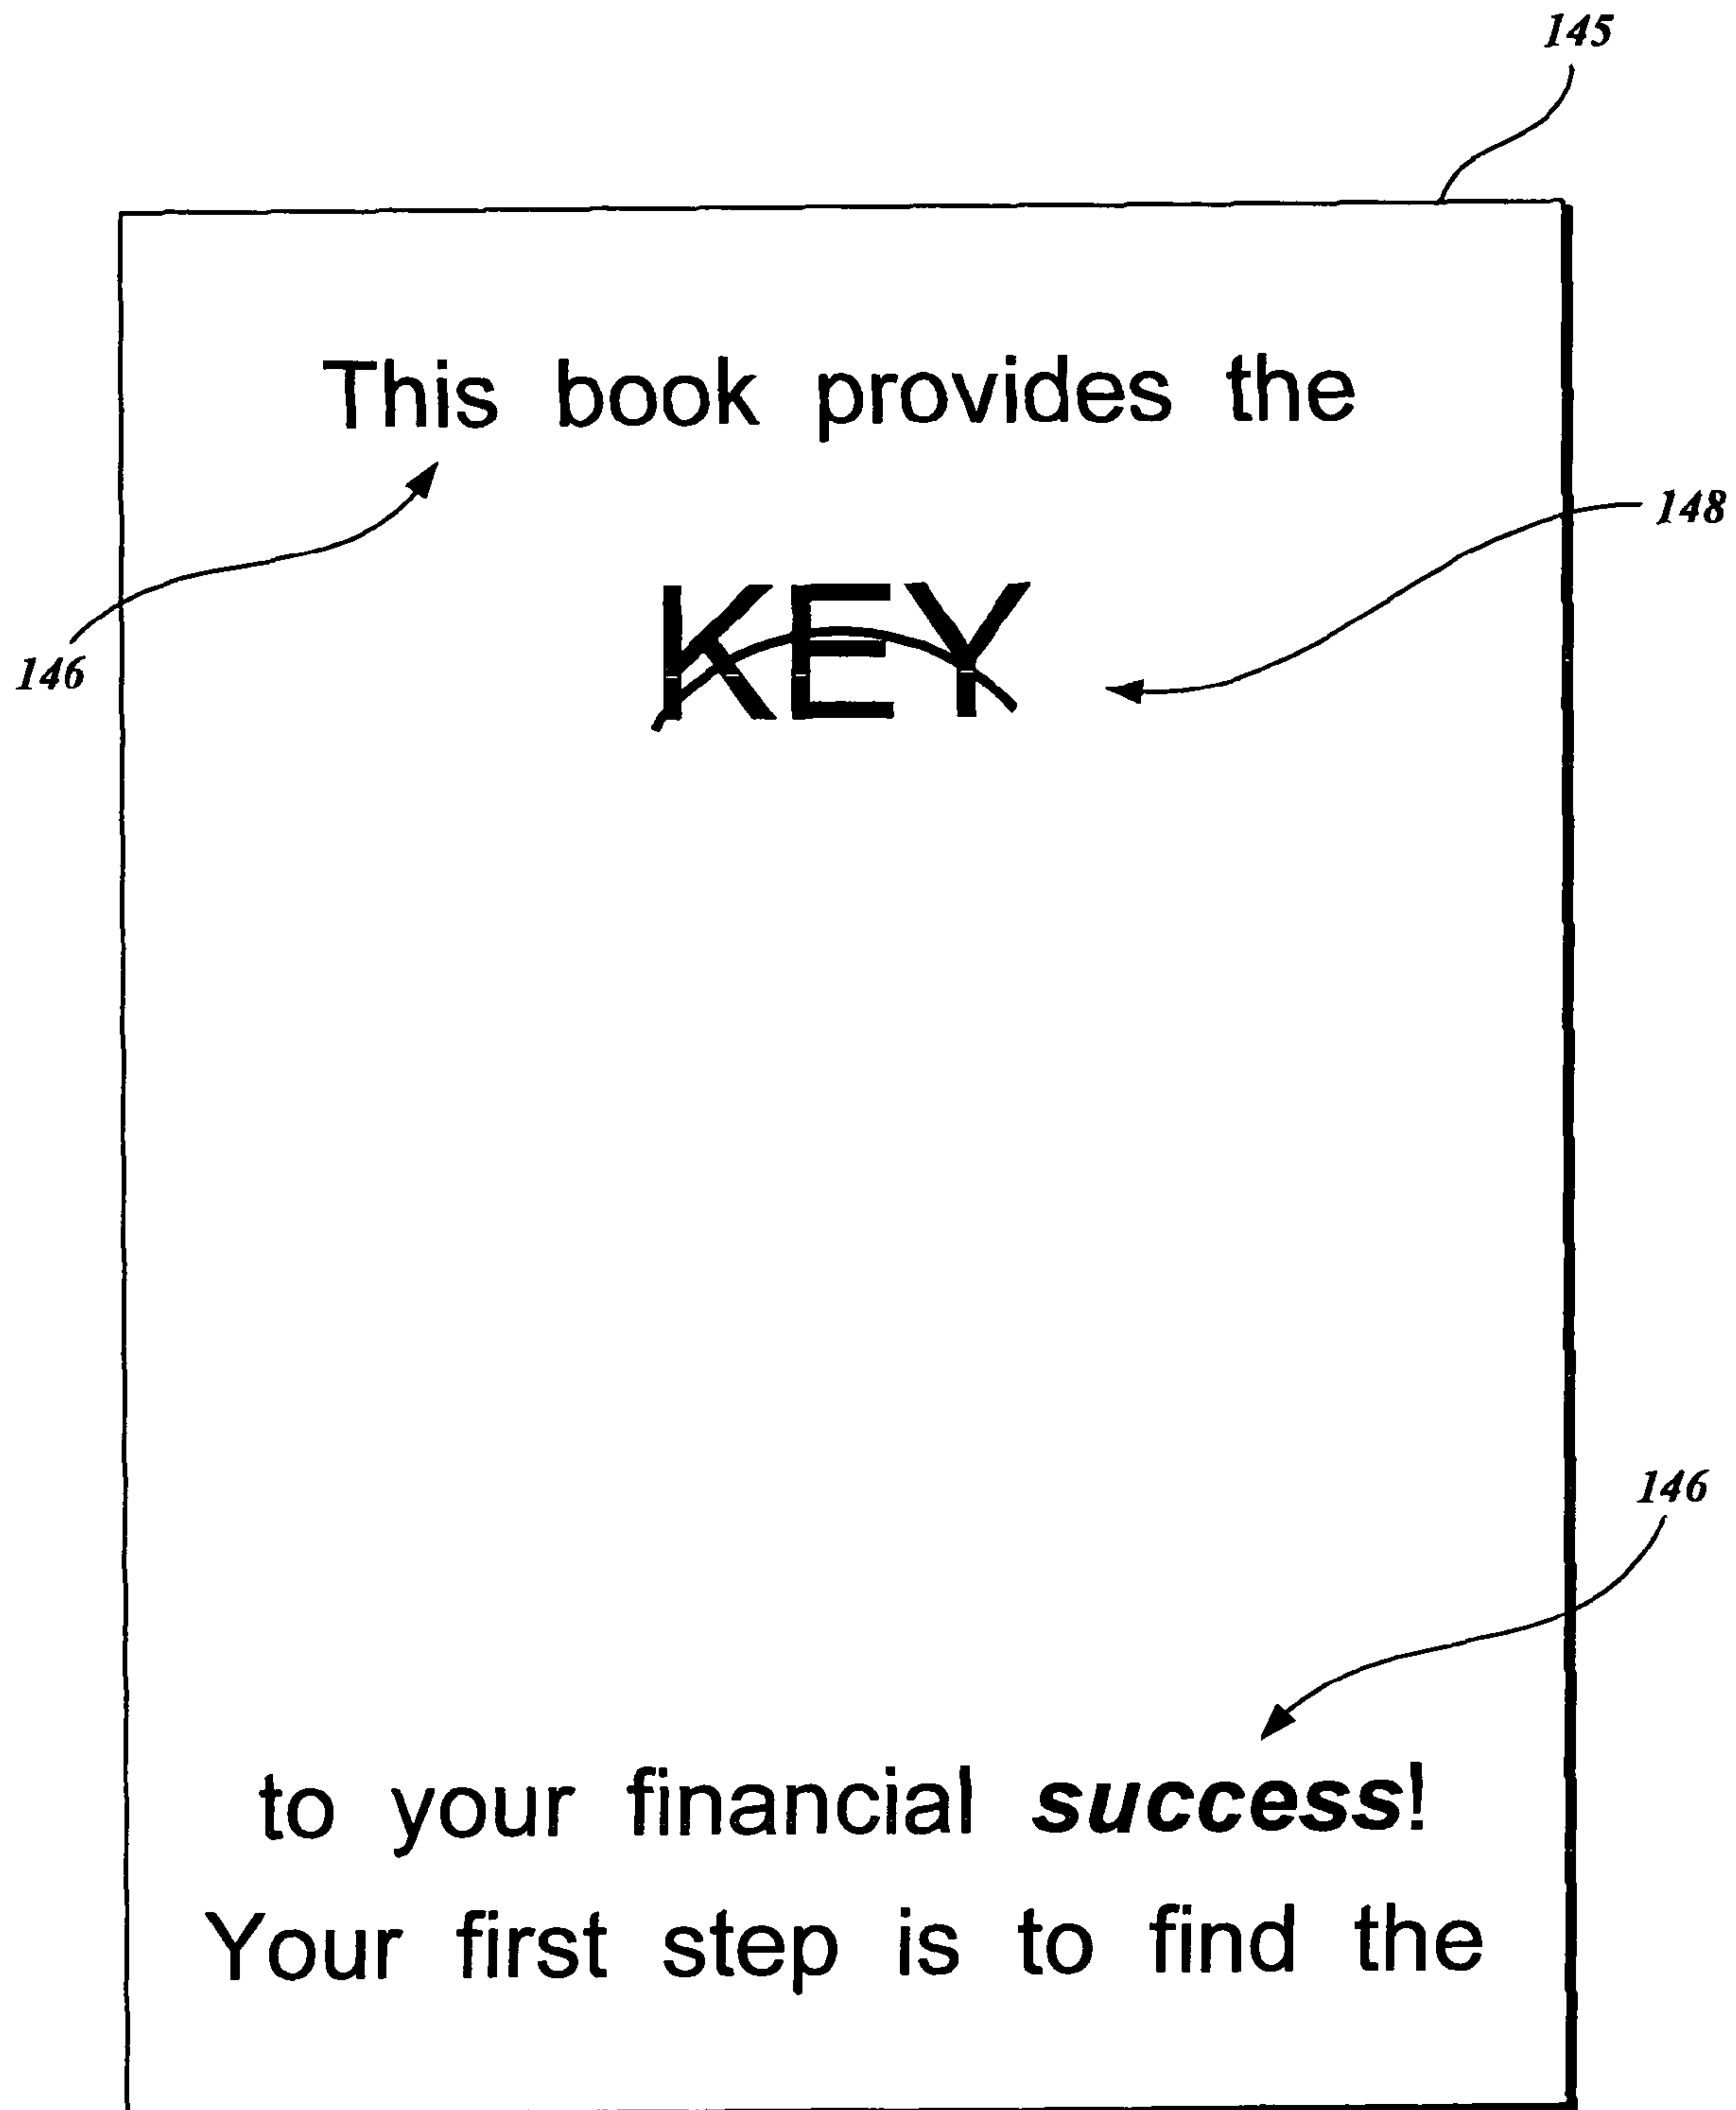 145
This book provides the
148
KEY
146
146
to your financial success!
Your first step is to find the